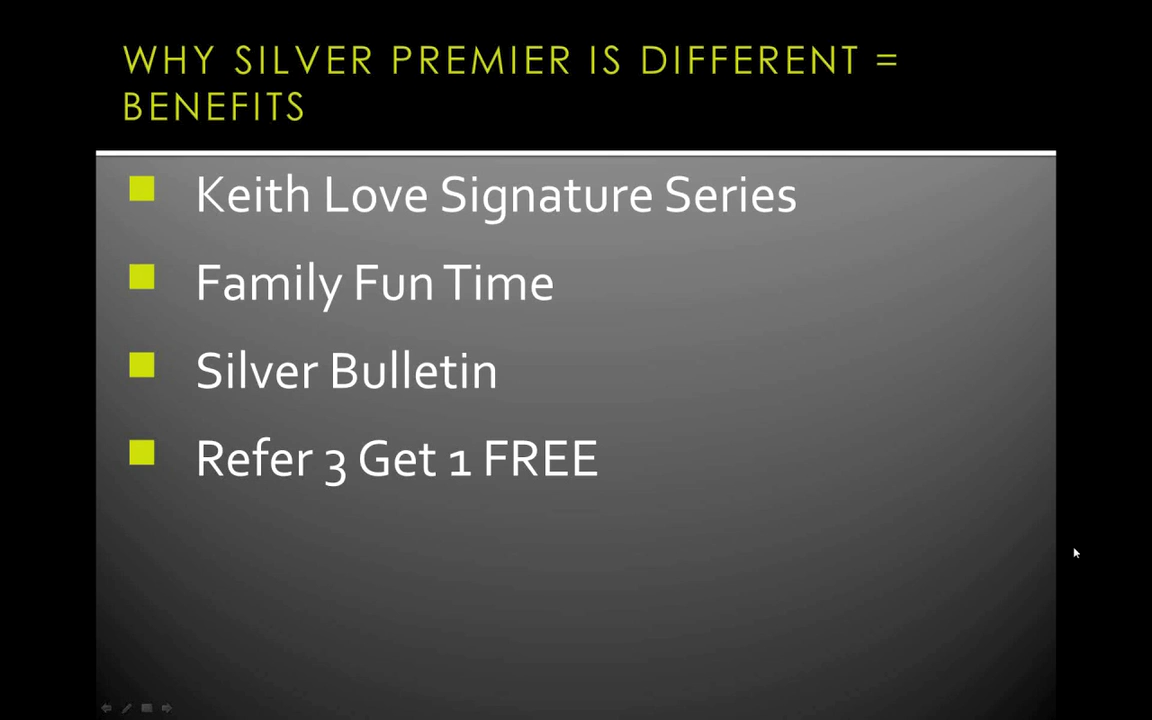 WHY SILVER PREMIER IS DIFFERENT =
BENEFITS
Keith Love Signature Series
Family Fun Time
Silver Bulletin
Refer 3 Get 1 FREE